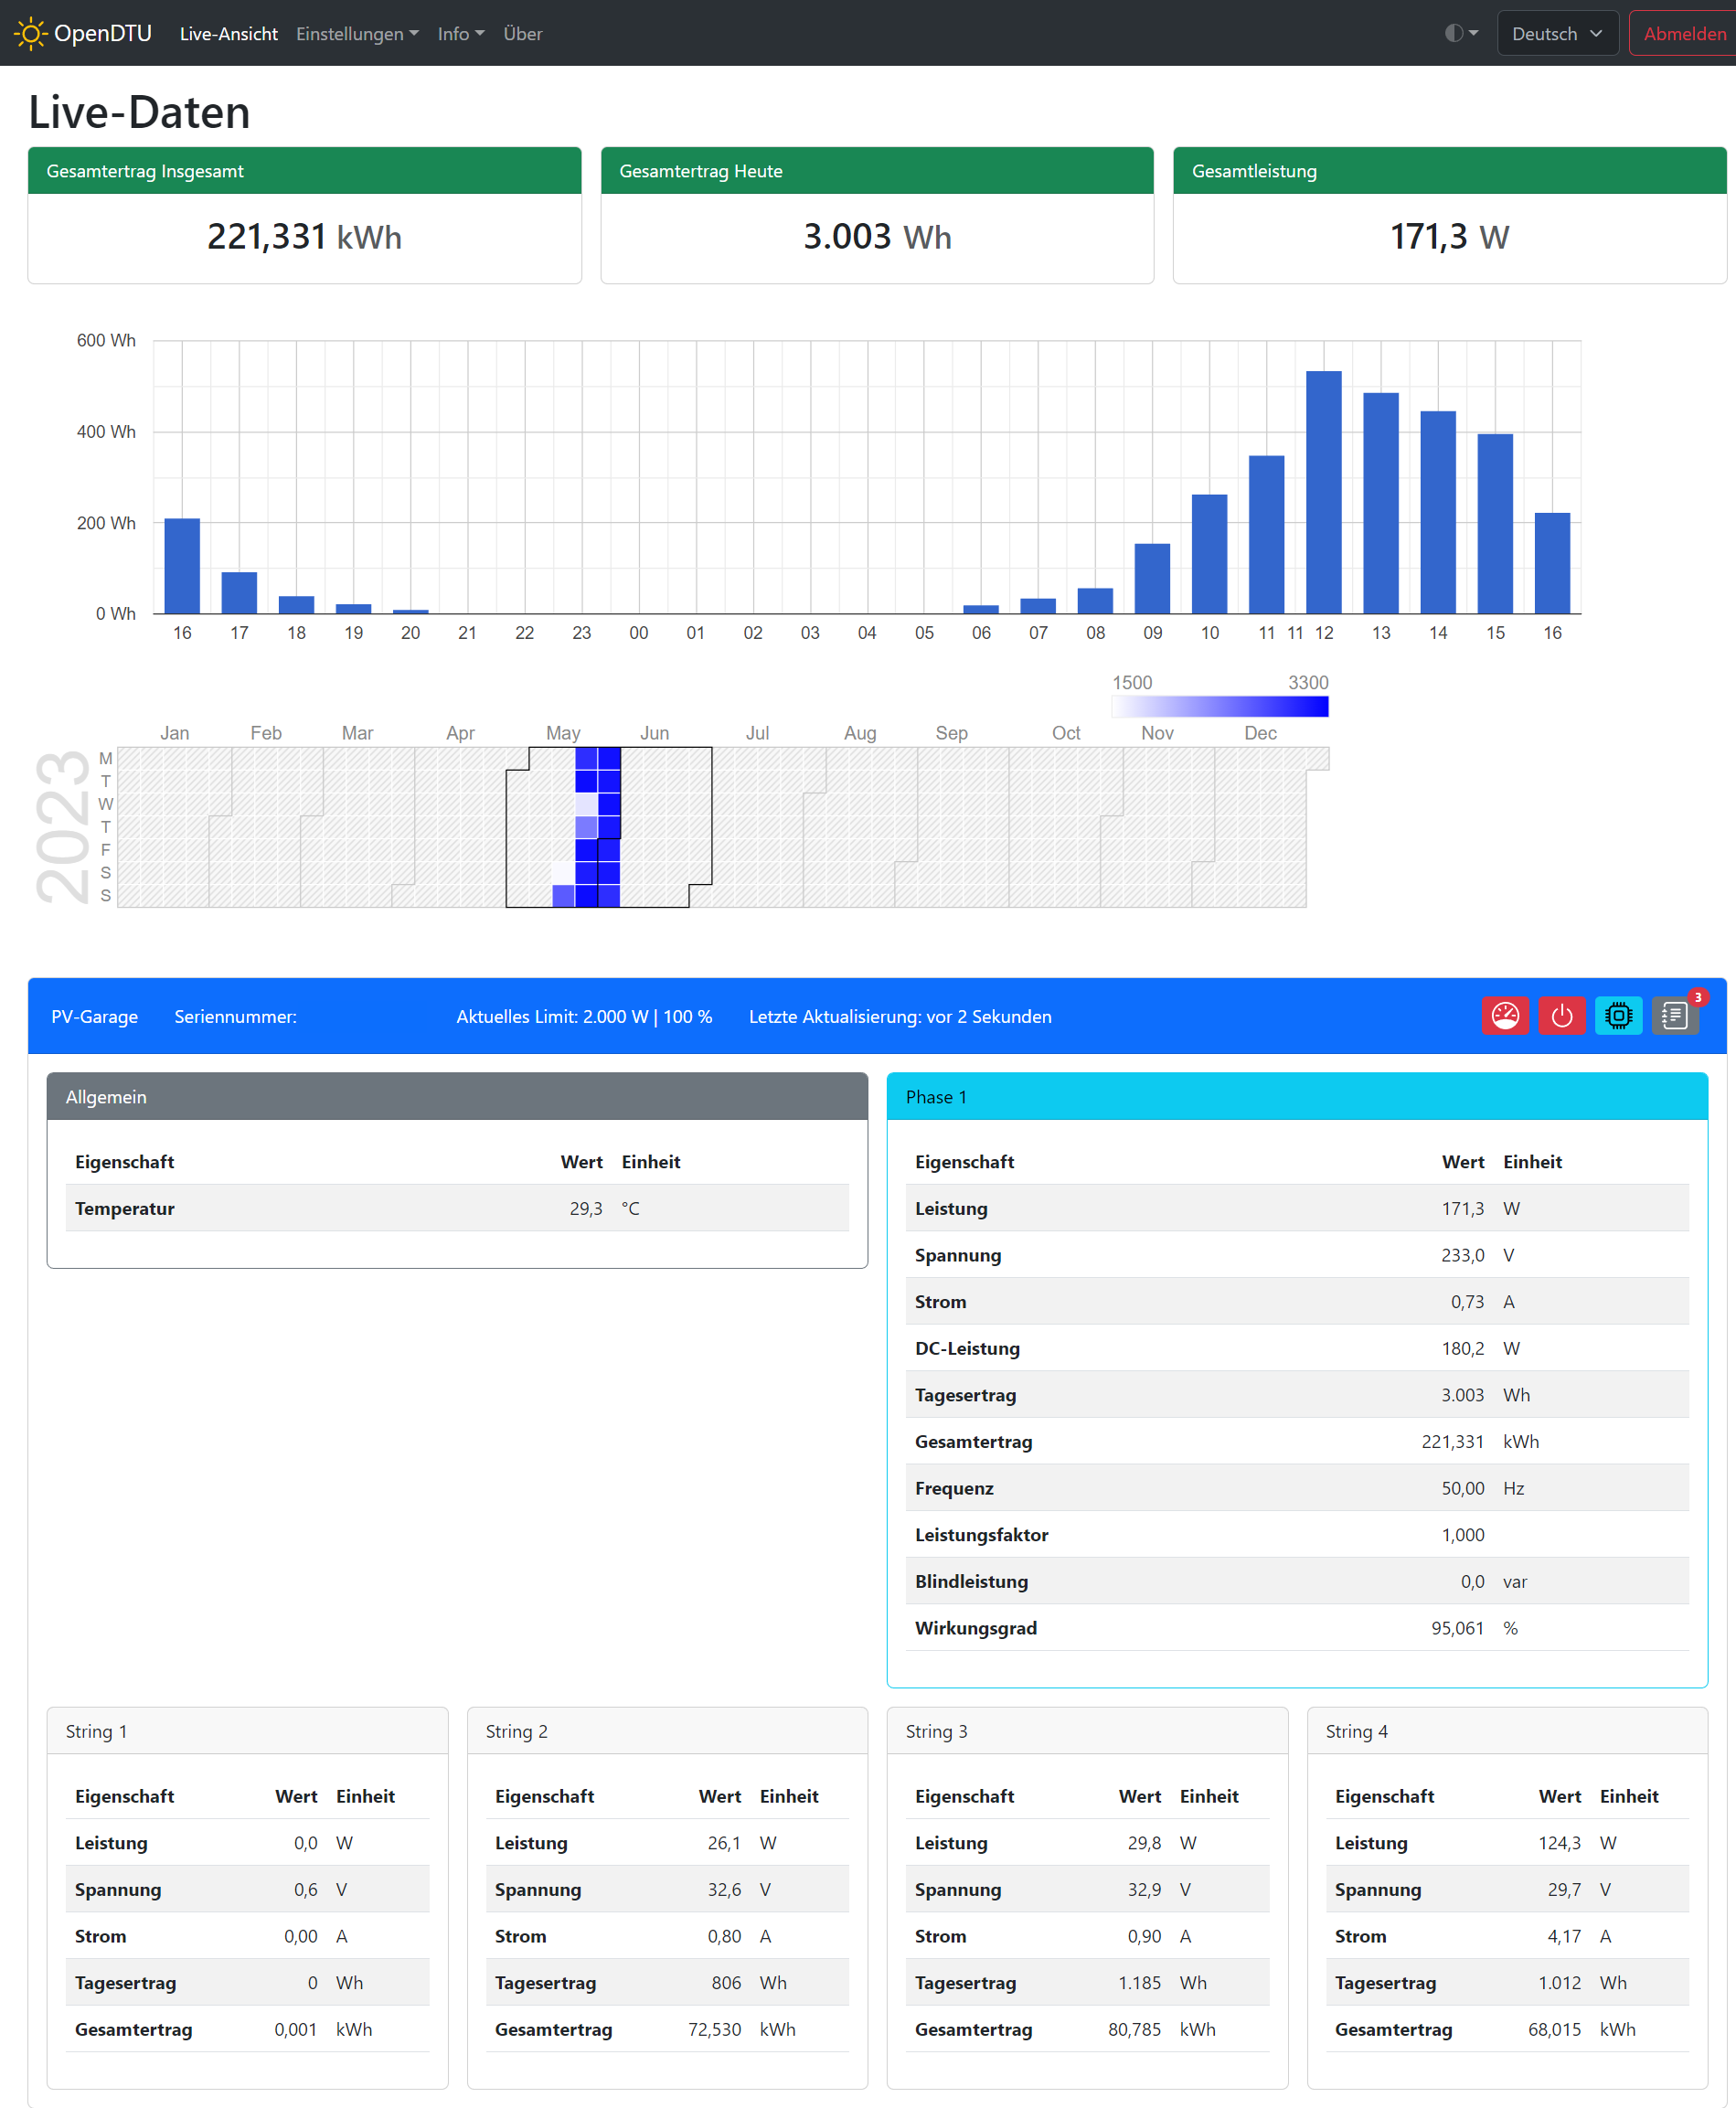 OpenDTU Live-Ansicht Einstellungen Info Über Deutsch Abmelden
Live-Daten
Gesamtertrag Insgesamt
221,331 kWh
Gesamtertrag Heute
3.003 Wh
Gesamtleistung
171,3 W
600 Wh
400 Wh
200 Wh
0 Wh
16 17 18 19 20 21 22 23 00 01 02 03 04 05 06 07 08 09 10 11 11 12 13 14 15 16
1500 3300
Jan Feb Mar Apr May Jun Jul Aug Sep Oct Nov Dec
2023
M
T
W
T
F
S
S
PV-Garage Seriennummer: Aktuelles Limit: 2.000 W | 100 % Letzte Aktualisierung: vor 2 Sekunden 3
Allgemein
Eigenschaft Wert Einheit
Temperatur 29,3 °C
Phase 1
Eigenschaft Wert Einheit
Leistung 171,3 W
Spannung 233,0 V
Strom 0,73 A
DC-Leistung 180,2 W
Tagesertrag 3.003 Wh
Gesamtertrag 221,331 kWh
Frequenz 50,00 Hz
Leistungsfaktor 1,000
Blindleistung 0,0 var
Wirkungsgrad 95,061 %
String 1
Eigenschaft Wert Einheit
Leistung 0,0 W
Spannung 0,6 V
Strom 0,00 A
Tagesertrag 0 Wh
Gesamtertrag 0,001 kWh
String 2
Eigenschaft Wert Einheit
Leistung 26,1 W
Spannung 32,6 V
Strom 0,80 A
Tagesertrag 806 Wh
Gesamtertrag 72,530 kWh
String 3
Eigenschaft Wert Einheit
Leistung 29,8 W
Spannung 32,9 V
Strom 0,90 A
Tagesertrag 1.185 Wh
Gesamtertrag 80,785 kWh
String 4
Eigenschaft Wert Einheit
Leistung 124,3 W
Spannung 29,7 V
Strom 4,17 A
Tagesertrag 1.012 Wh
Gesamtertrag 68,015 kWh